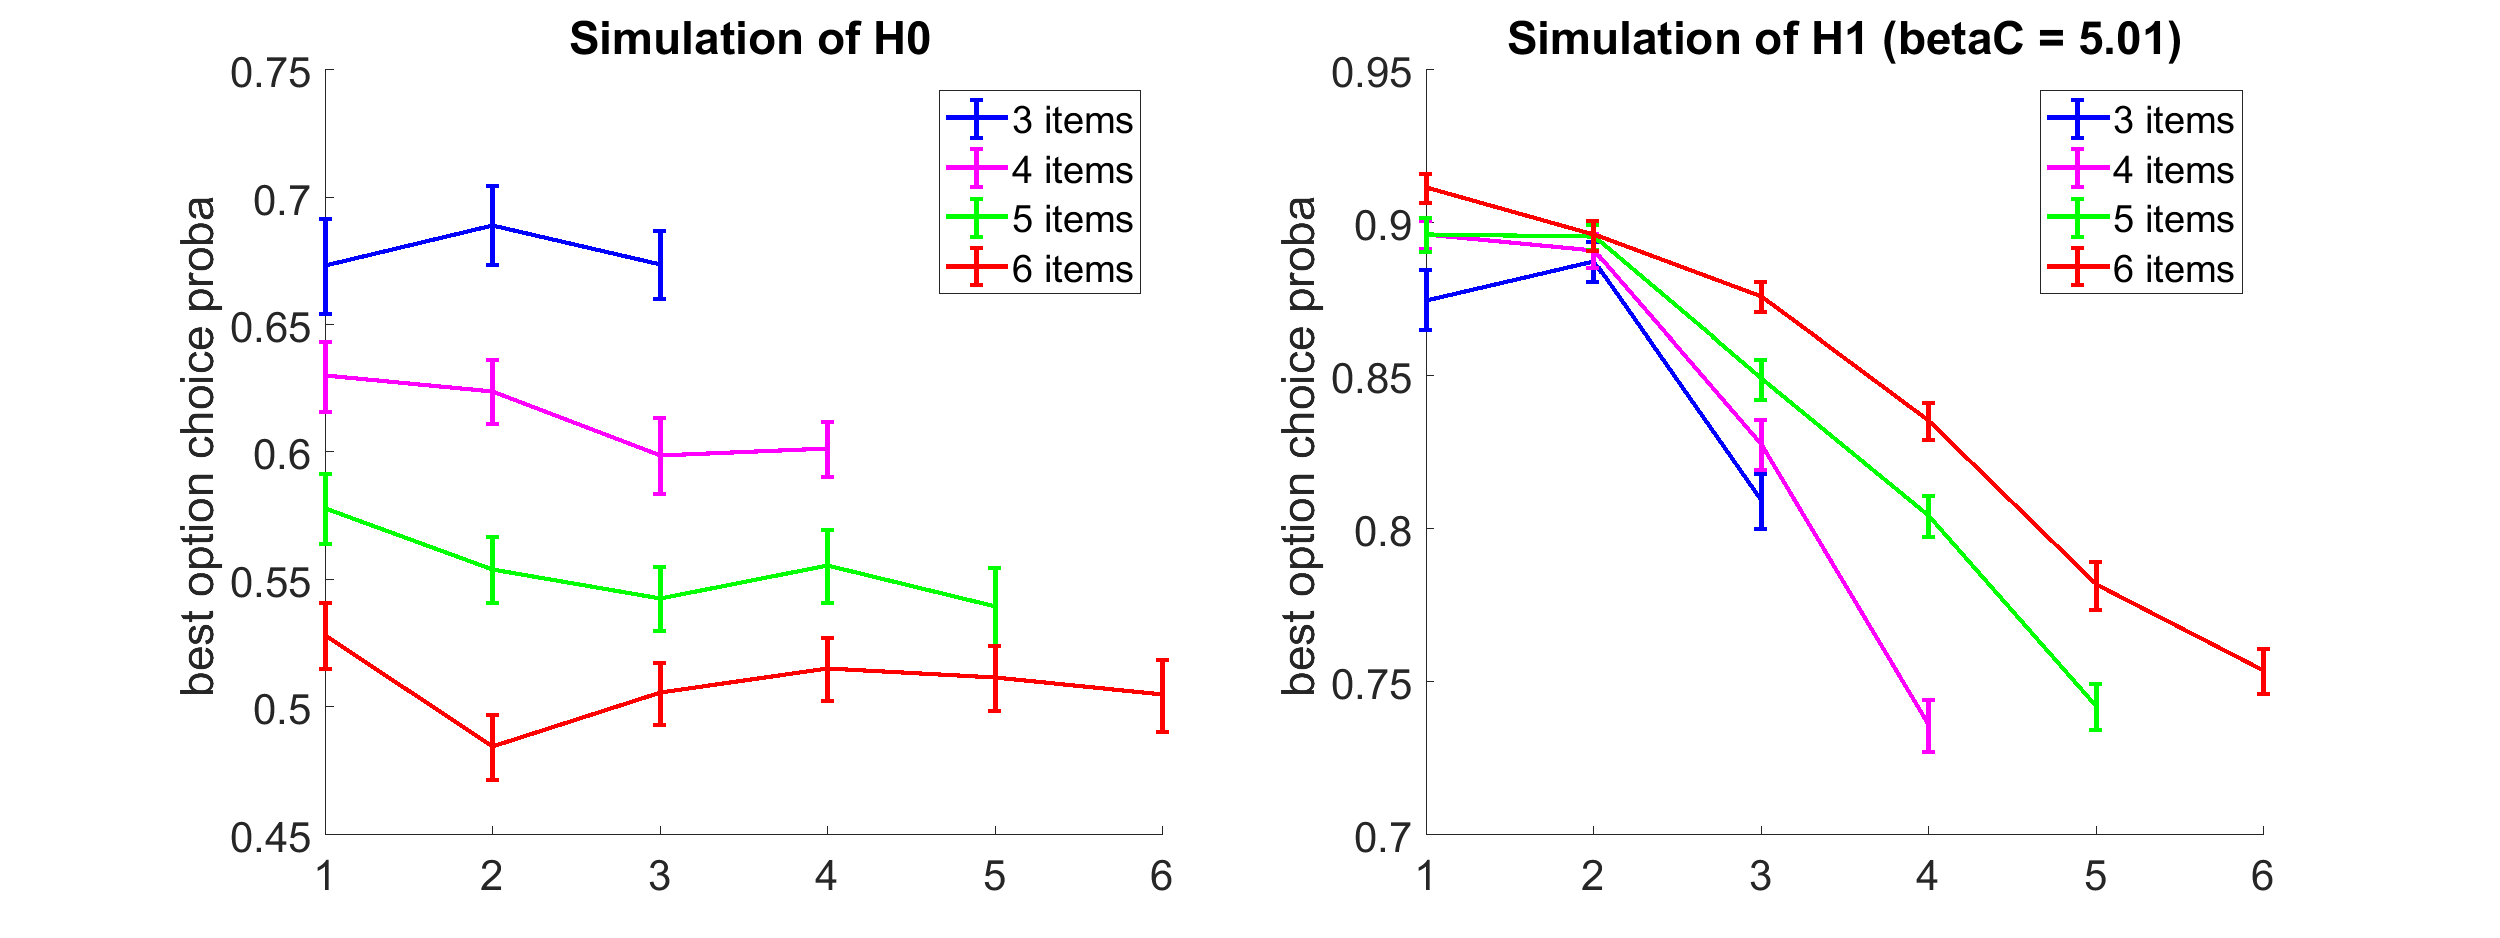 Simulation of H0
0.75
0.7
0.65
0.6
0.55
0.5
0.45
best option choice proba
1 2 3 4 5 6
3 items
4 items
5 items
6 items
Simulation of H1 (betaC = 5.01)
0.95
0.9
0.85
0.8
0.75
0.7
best option choice proba
1 2 3 4 5 6
3 items
4 items
5 items
6 items